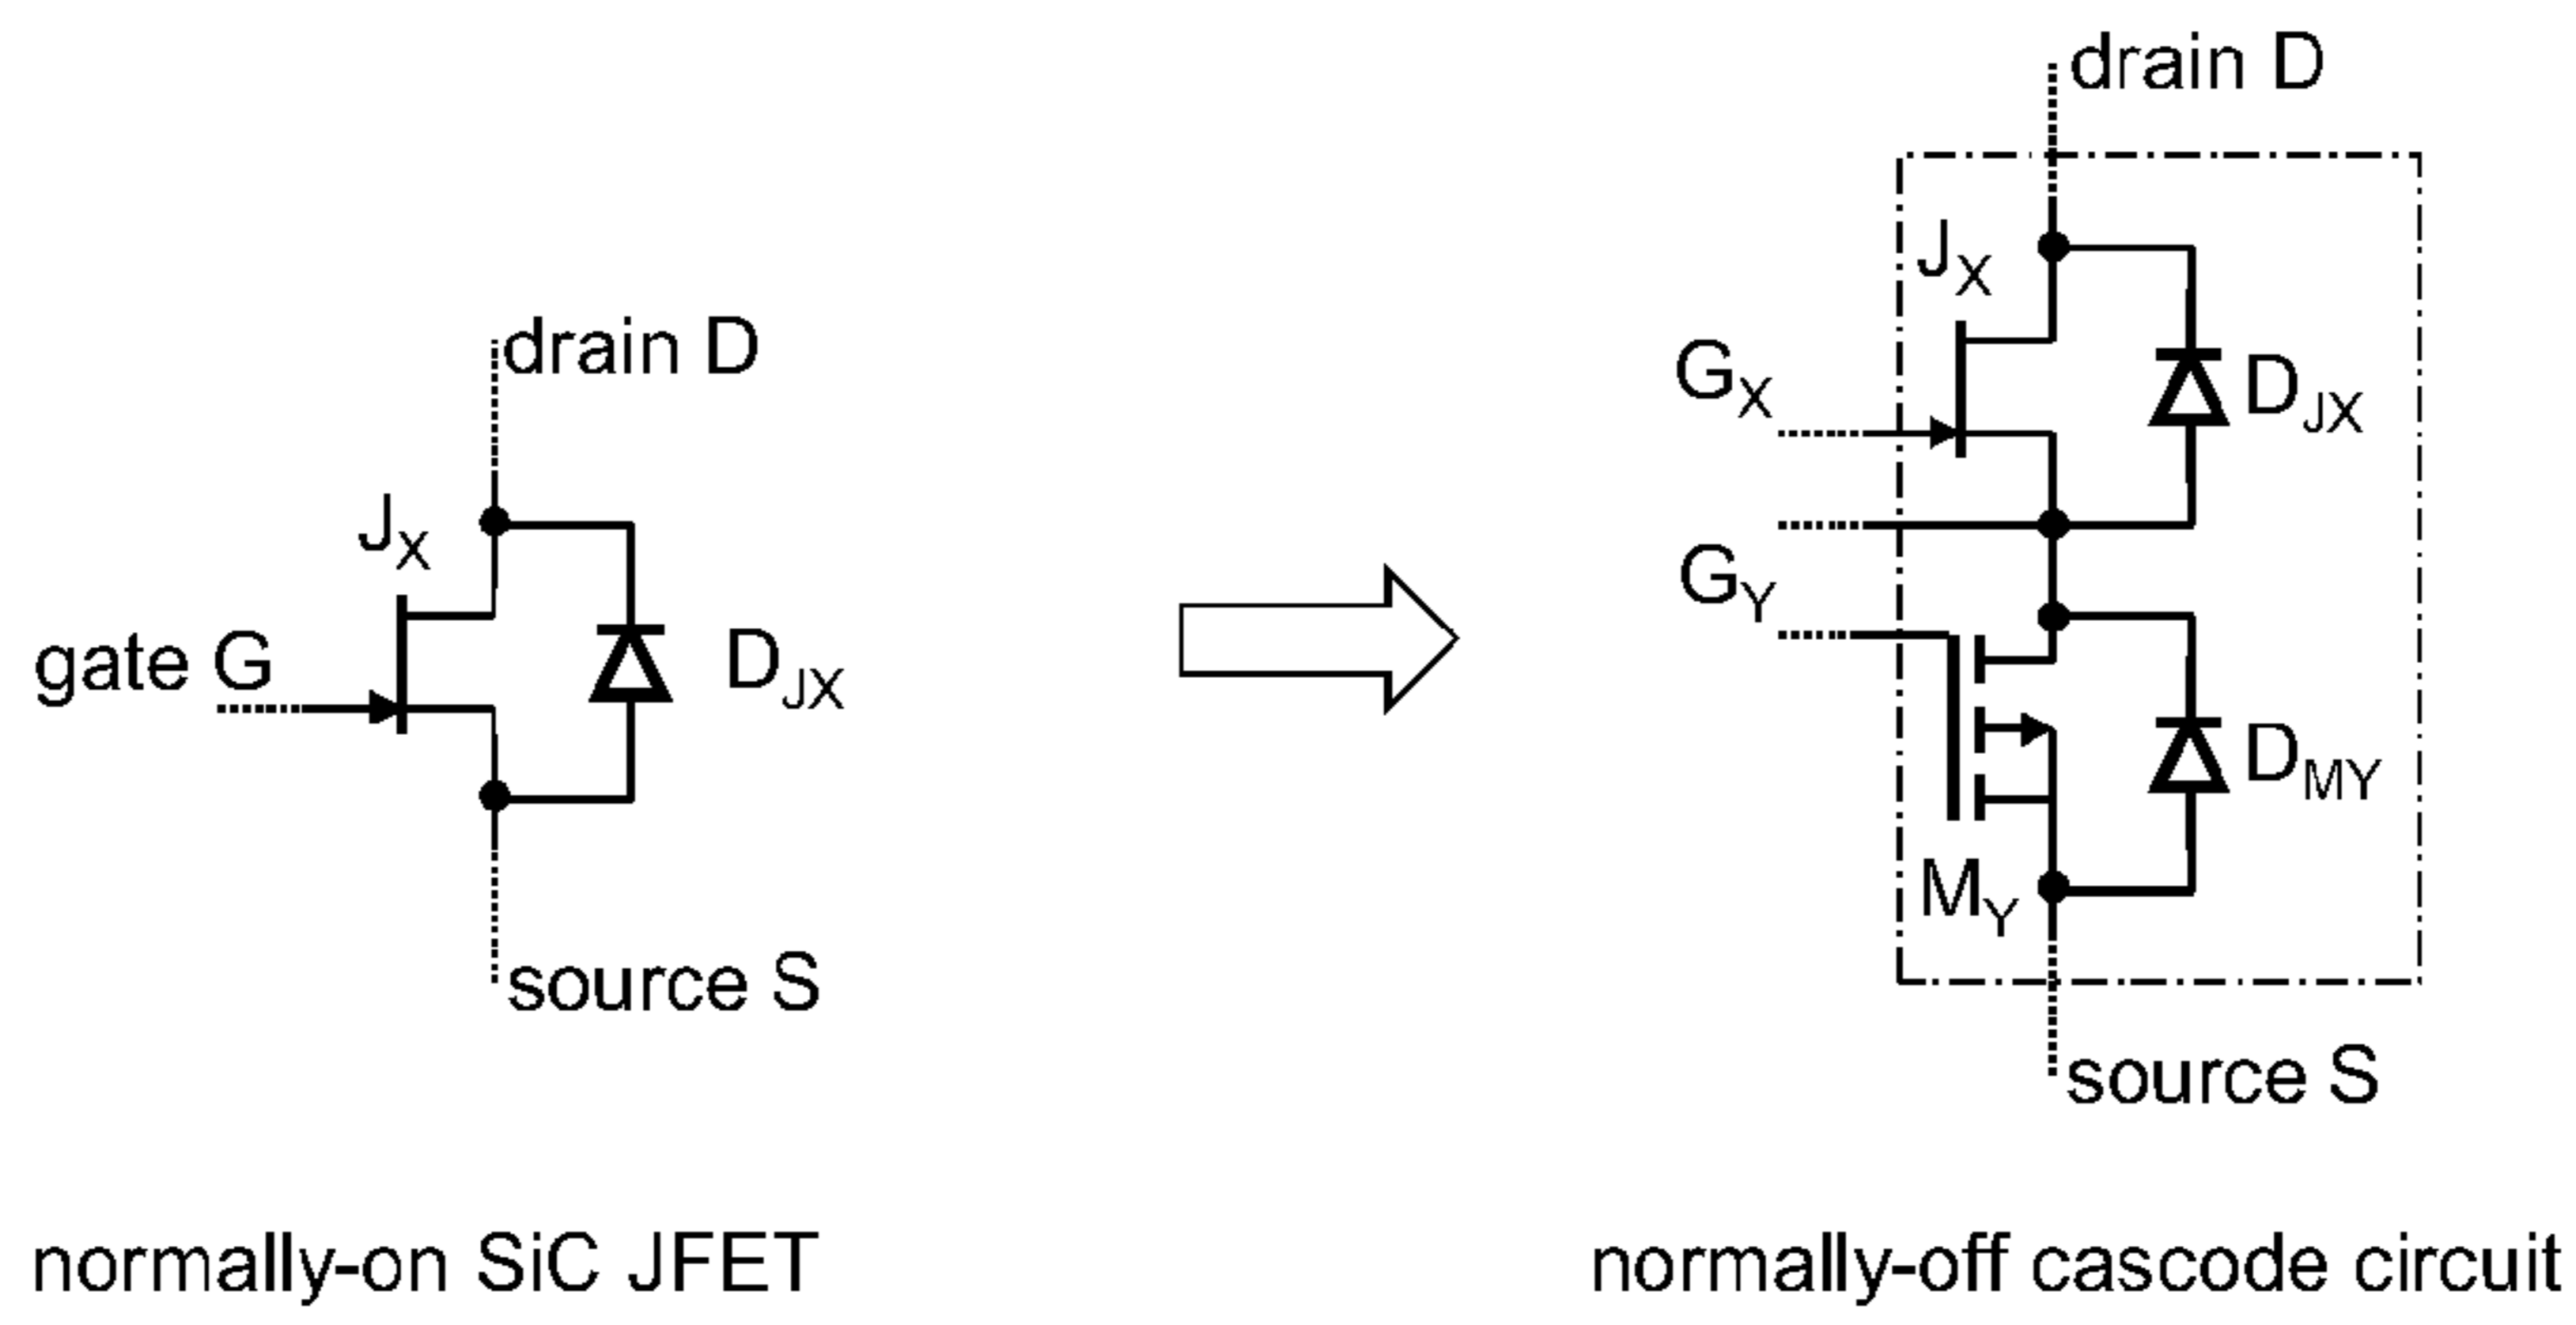 drain D
J_X
gate G
D_JX
source S
normally-on SiC JFET
drain D
J_X
G_X
D_JX
G_Y
D_MY
M_Y
source S
normally-off cascode circuit